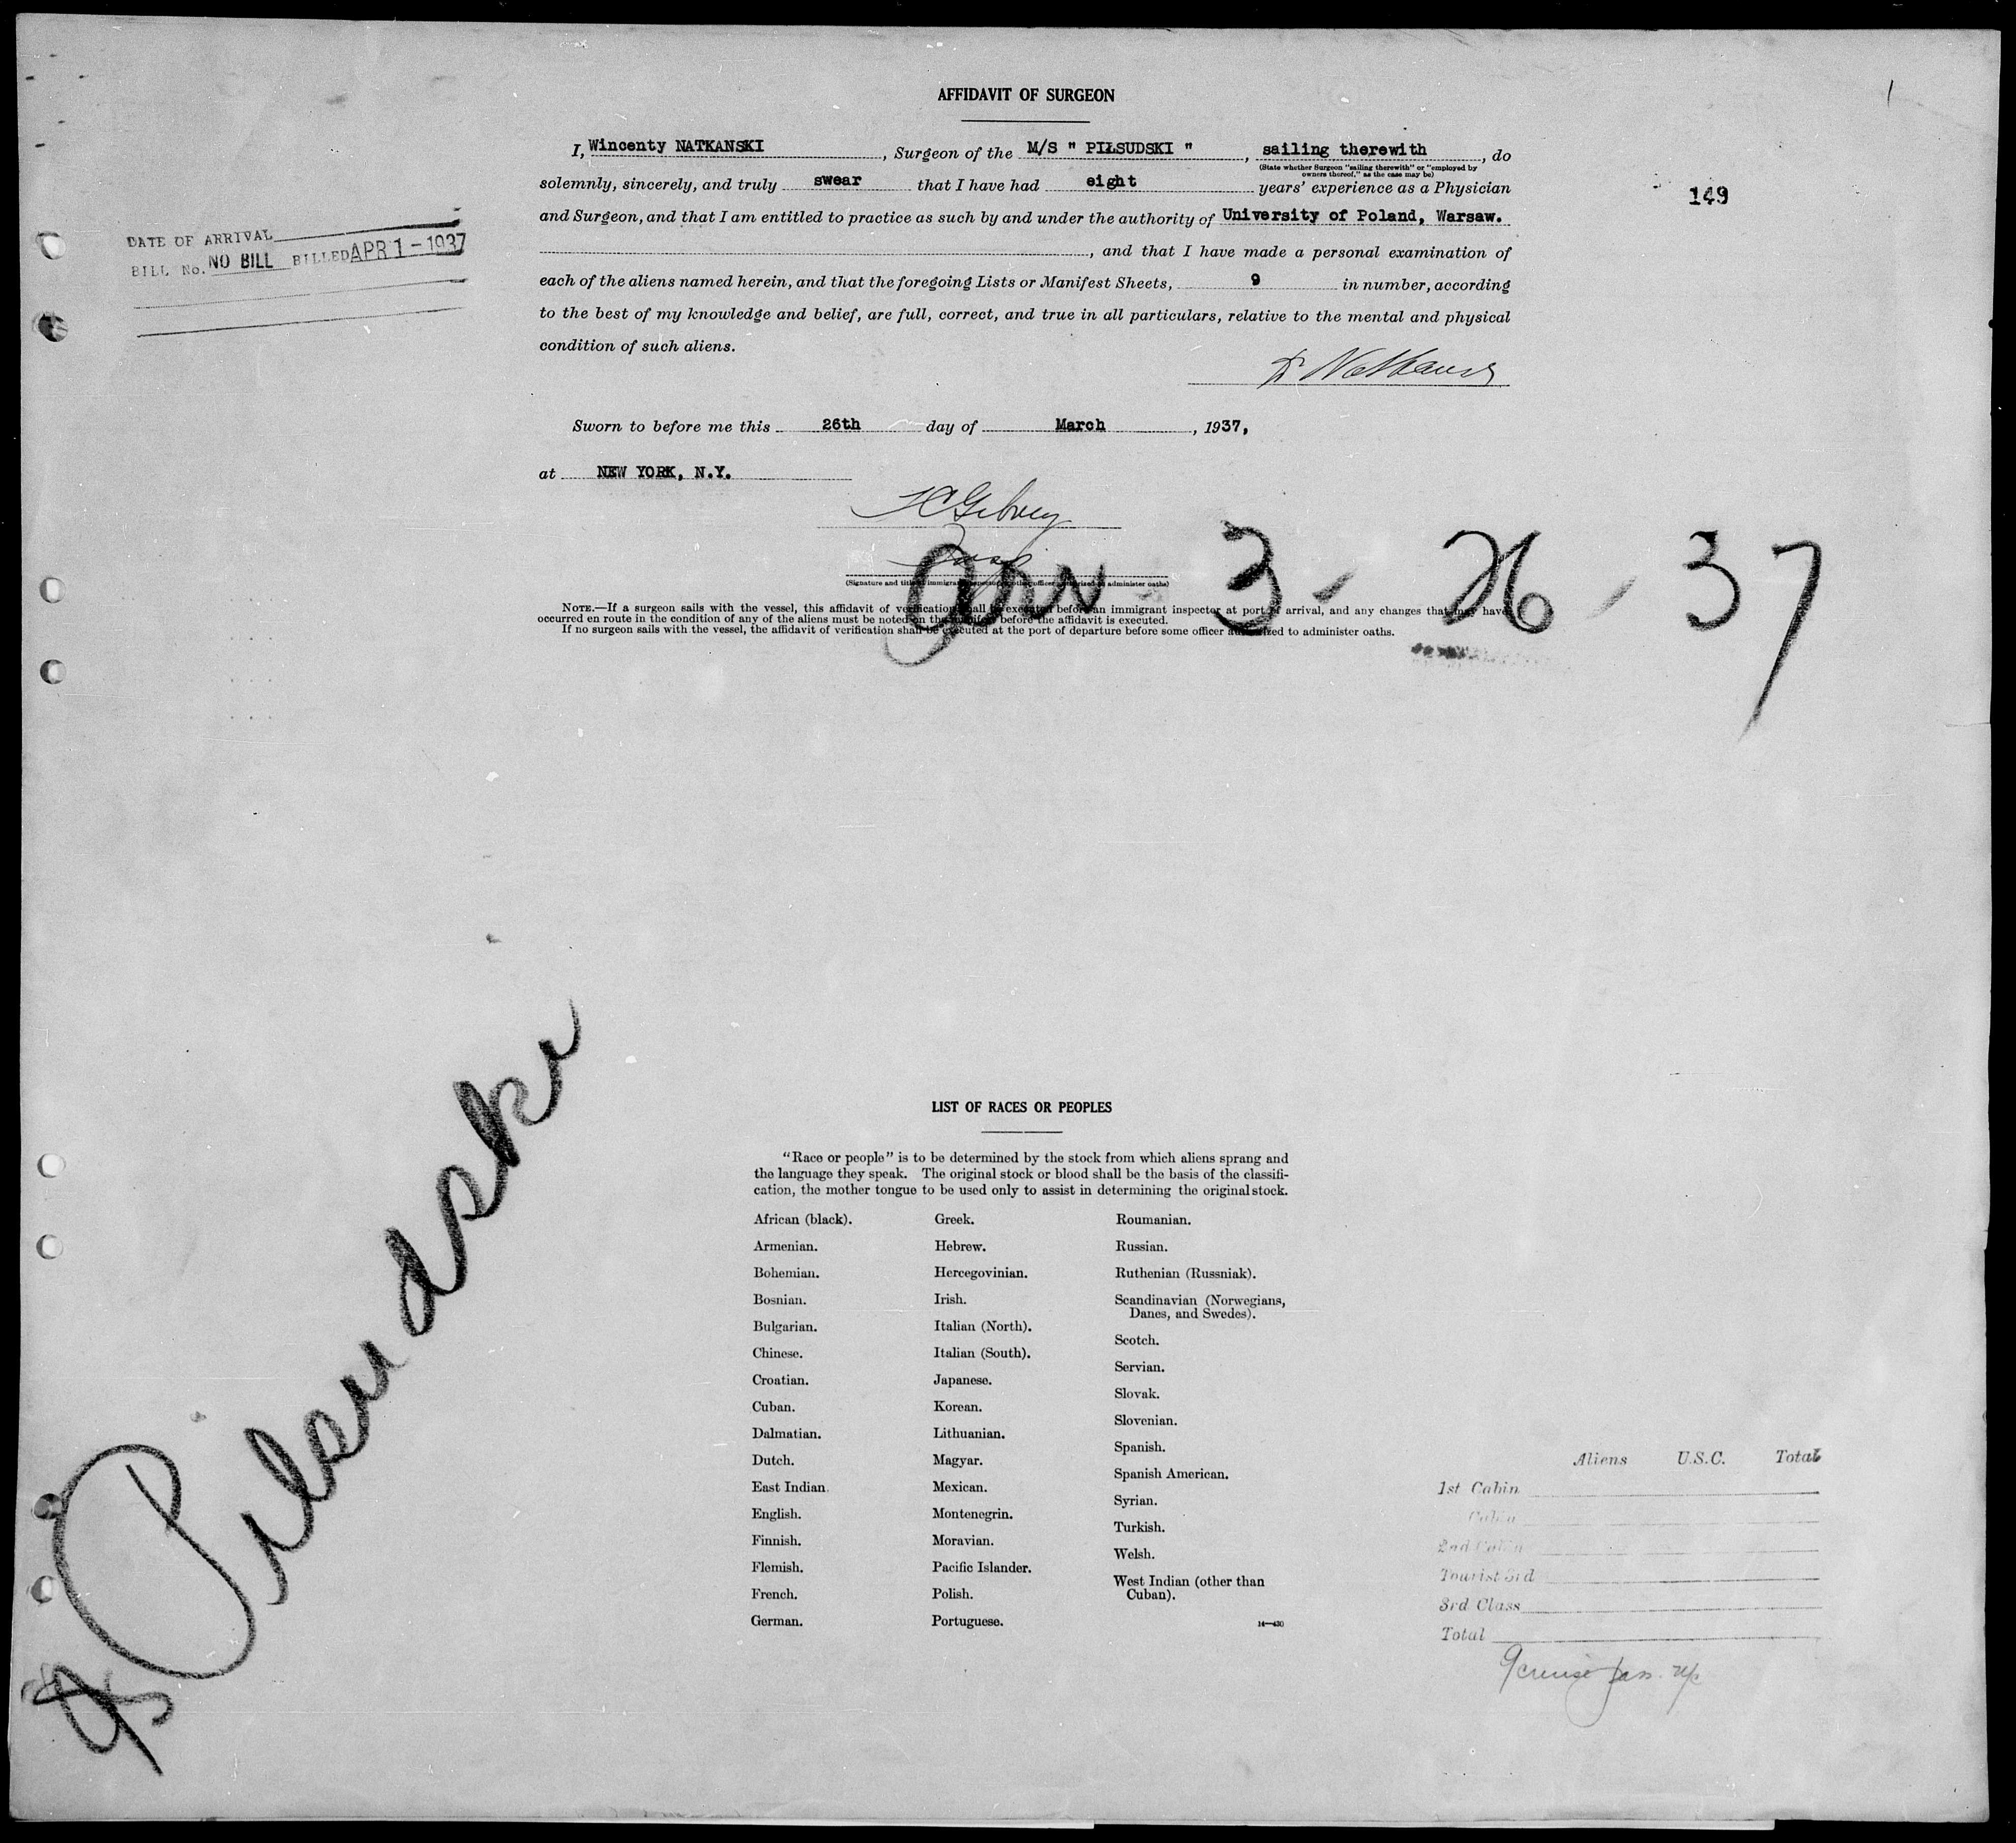 AFFIDAVIT OF SURGEON
I, Wincenty NATKANSKI, Surgeon of the M/S " PIŁSUDSKI ", sailing therewith, do
(State whether Surgeon "sailing therewith" or "employed by
owners thereof," as the case may be)
solemnly, sincerely, and truly swear that I have had eight years' experience as a Physician
and Surgeon, and that I am entitled to practice as such by and under the authority of University of Poland, Warsaw.
, and that I have made a personal examination of
each of the aliens named herein, and that the foregoing Lists or Manifest Sheets, 9 in number, according
to the best of my knowledge and belief, are full, correct, and true in all particulars, relative to the mental and physical
condition of such aliens.
149
DATE OF ARRIVAL
BILL No. NO BILL BILLED APR 1 - 1937
Sworn to before me this 26th day of March, 1937,
at NEW YORK, N.Y.
arr - 3 - 26 - 37
(Signature and title of immigrant inspector or other officer authorized to administer oaths)
NOTE.—If a surgeon sails with the vessel, this affidavit of verification shall be executed before an immigrant inspector at port of arrival, and any changes that may have
occurred en route in the condition of any of the aliens must be noted on the manifest before the affidavit is executed.
If no surgeon sails with the vessel, the affidavit of verification shall be executed at the port of departure before some officer authorized to administer oaths.
Pilsudski
LIST OF RACES OR PEOPLES
"Race or people" is to be determined by the stock from which aliens sprang and
the language they speak. The original stock or blood shall be the basis of the classifi-
cation, the mother tongue to be used only to assist in determining the original stock.
African (black).
Armenian.
Bohemian.
Bosnian.
Bulgarian.
Chinese.
Croatian.
Cuban.
Dalmatian.
Dutch.
East Indian.
English.
Finnish.
Flemish.
French.
German.
Greek.
Hebrew.
Hercegovinian.
Irish.
Italian (North).
Italian (South).
Japanese.
Korean.
Lithuanian.
Magyar.
Mexican.
Montenegrin.
Moravian.
Pacific Islander.
Polish.
Portuguese.
Roumanian.
Russian.
Ruthenian (Russniak).
Scandinavian (Norwegians,
Danes, and Swedes).
Scotch.
Servian.
Slovak.
Slovenian.
Spanish.
Spanish American.
Syrian.
Turkish.
Welsh.
West Indian (other than
Cuban).
14—430
Aliens U.S.C. Total
1st Cabin
Cabin
2nd Cabin
Tourist 3rd
3rd Class
Total
9 cruise pass.